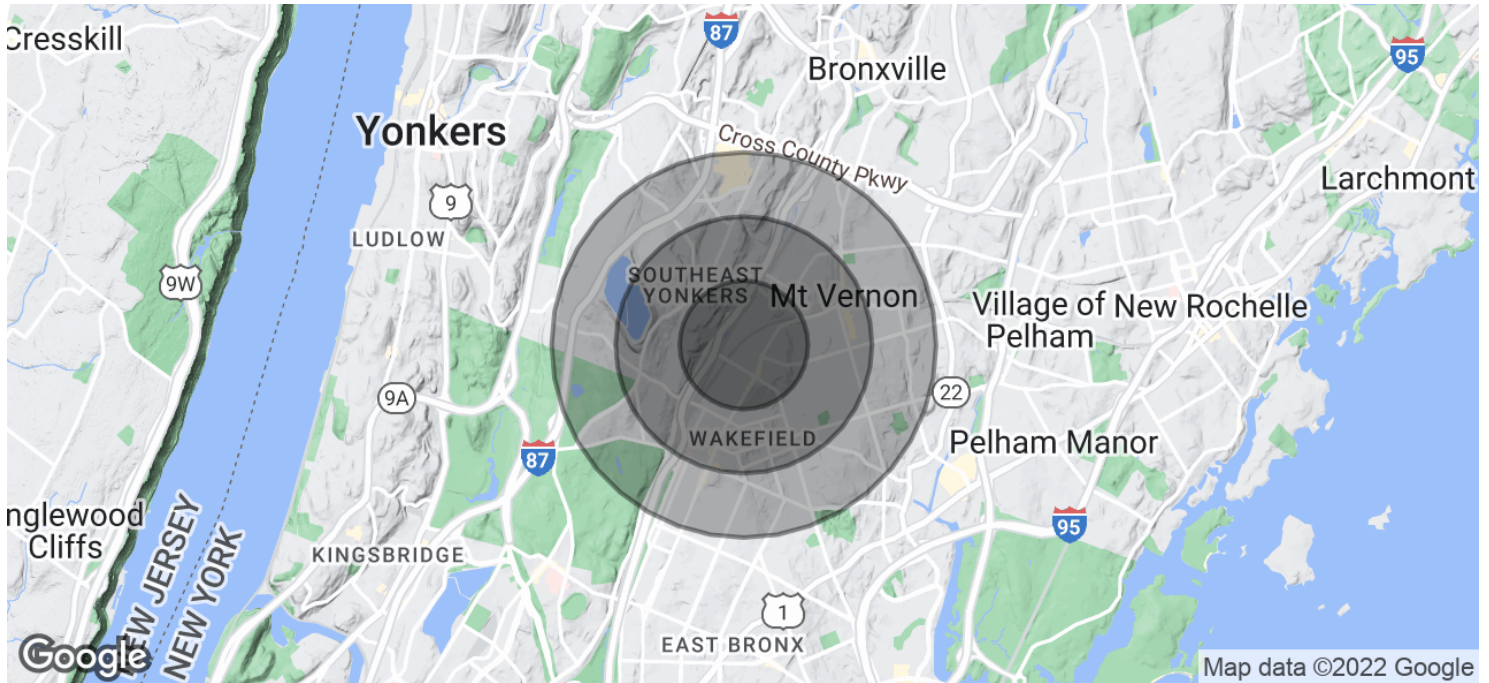 Cresskill
87
Bronxville
95
Yonkers
Cross County Pkwy
Larchmont
9
LUDLOW
9W
SOUTHEAST
YONKERS
Mt Vernon
Village of
Pelham
New Rochelle
9A
22
WAKEFIELD
Pelham Manor
87
nglewood
Cliffs
95
KINGSBRIDGE
NEW JERSEY
NEW YORK
1
EAST BRONX
Google
Map data ©2022 Google